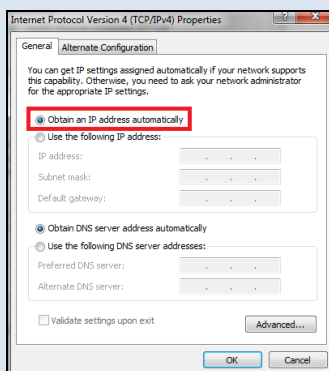 Internet Protocol Version 4 (TCP/IPv4) Properties
General
Alternate Configuration
You can get IP settings assigned automatically if your network supports
this capability. Otherwise, you need to ask your network administrator
for the appropriate IP settings.
Obtain an IP address automatically
Use the following IP address:
IP address:
Subnet mask:
Default gateway:
Obtain DNS server address automatically
Use the following DNS server addresses:
Preferred DNS server:
Alternate DNS server:
Validate settings upon exit
Advanced...
OK
Cancel